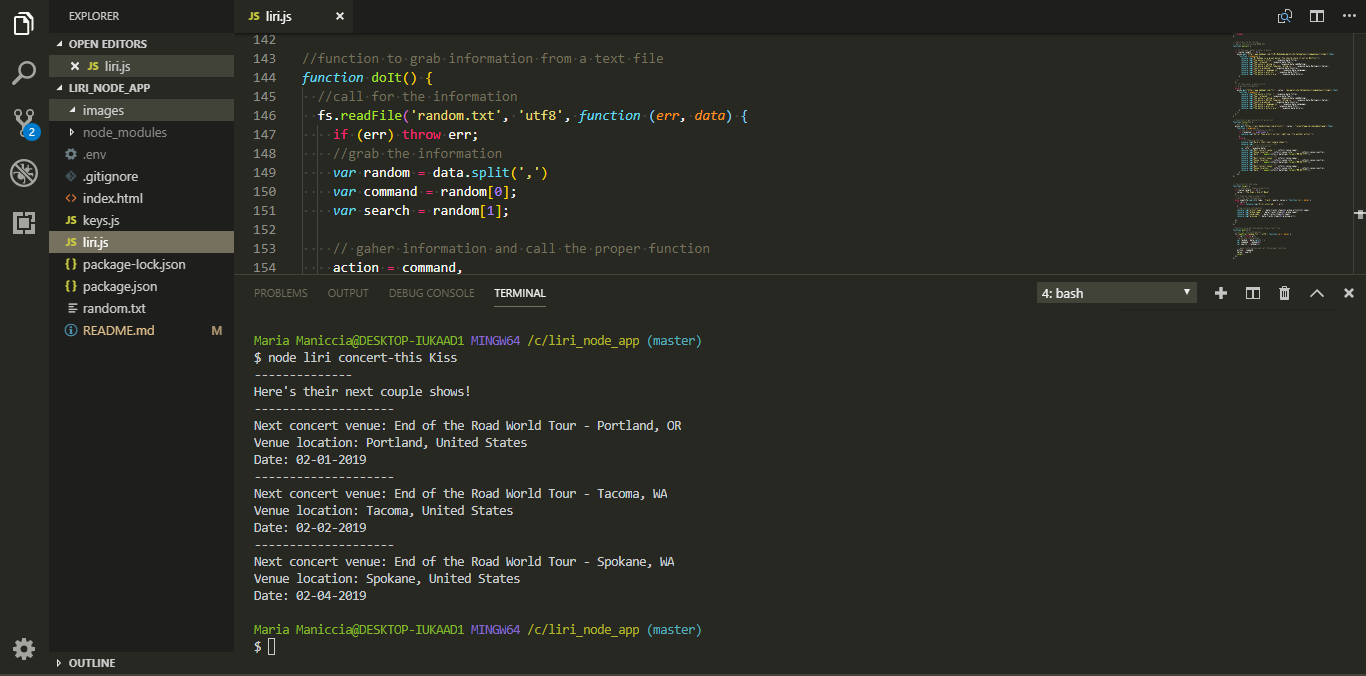 EXPLORER
OPEN EDITORS
JS liri.js
LIRI_NODE_APP
images
node_modules
.env
.gitignore
<> index.html
JS keys.js
JS liri.js
{} package-lock.json
{} package.json
random.txt
README.md M
OUTLINE
2
JS liri.js
142
143 //function to grab information from a text file
144 function doIt() {
145 //call for the information
146 fs.readFile('random.txt', 'utf8', function (err, data) {
147 if (err) throw err;
148 //grab the information
149 var random = data.split(',')
150 var command = random[0];
151 var search = random[1];
152
153 // gaher information and call the proper function
154 action = command,
PROBLEMS OUTPUT DEBUG CONSOLE TERMINAL 4: bash
Maria Maniccia@DESKTOP-IUKAAD1 MINGW64 /c/liri_node_app (master)
$ node liri concert-this Kiss
--------------
Here's their next couple shows!
--------------------
Next concert venue: End of the Road World Tour - Portland, OR
Venue location: Portland, United States
Date: 02-01-2019
--------------------
Next concert venue: End of the Road World Tour - Tacoma, WA
Venue location: Tacoma, United States
Date: 02-02-2019
--------------------
Next concert venue: End of the Road World Tour - Spokane, WA
Venue location: Spokane, United States
Date: 02-04-2019
Maria Maniccia@DESKTOP-IUKAAD1 MINGW64 /c/liri_node_app (master)
$